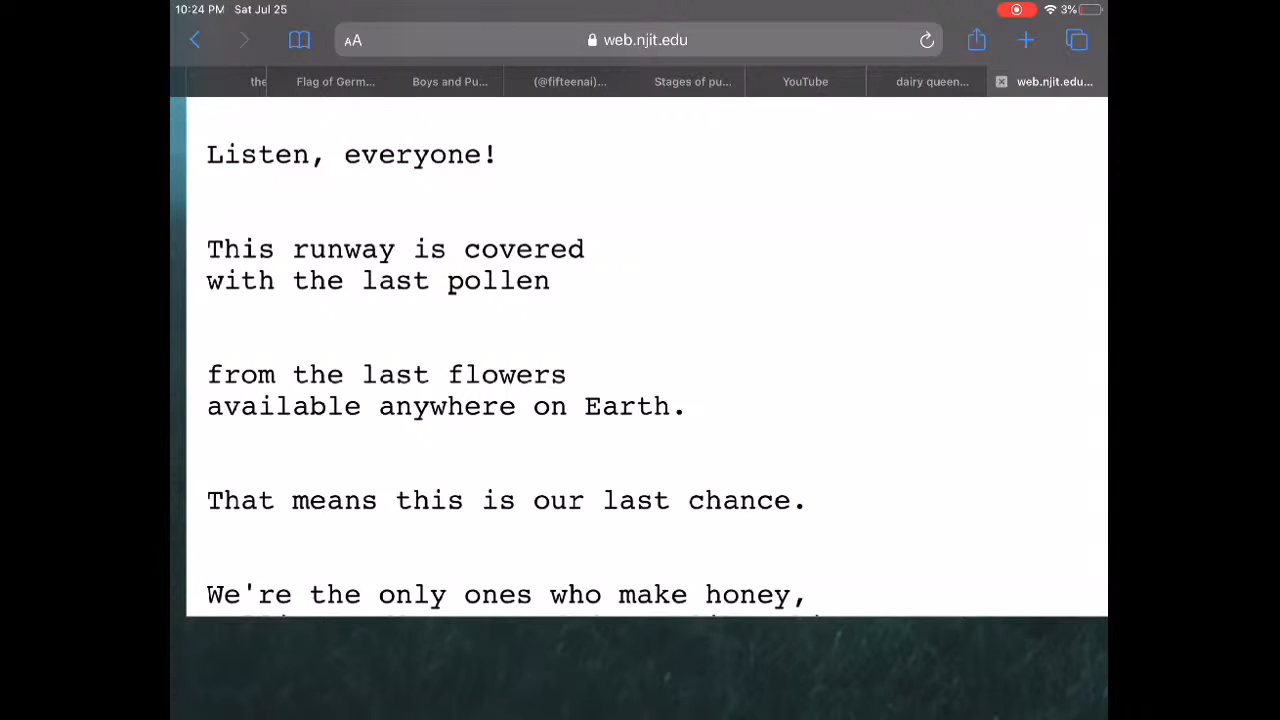 10:24 PM Sat Jul 25
3%
AA
web.njit.edu
the
Flag of Germ...
Boys and Pu...
(@fifteenai)...
Stages of pu...
YouTube
dairy queen...
web.njit.edu...
Listen, everyone!
This runway is covered
with the last pollen
from the last flowers
available anywhere on Earth.
That means this is our last chance.
We're the only ones who make honey,